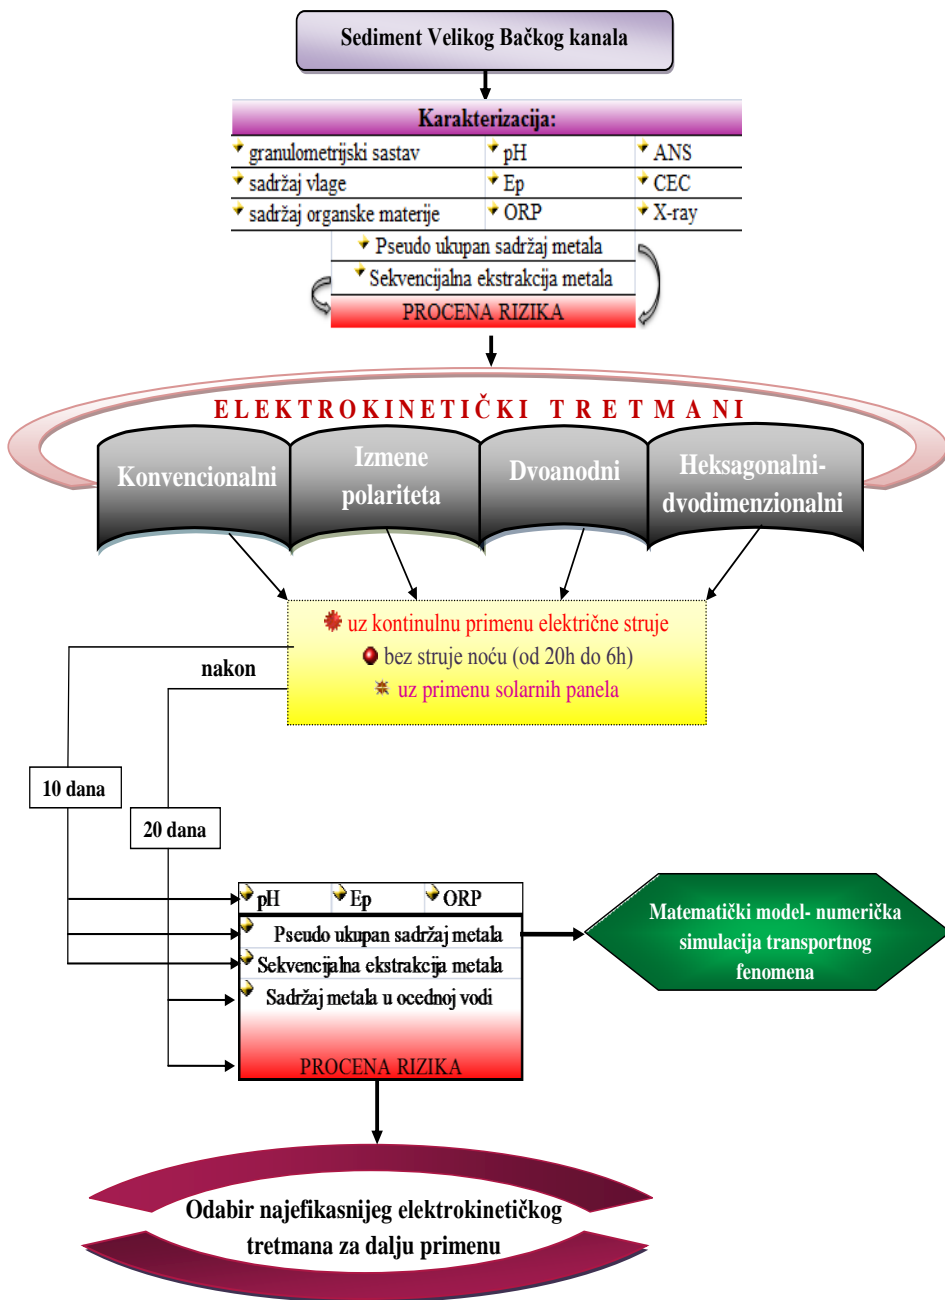 Sediment Velikog Bačkog kanala
Karakterizacija:
granulometrijski sastav pH ANS
sadržaj vlage Ep CEC
sadržaj organske materije ORP X-ray
Pseudo ukupan sadržaj metala
Sekvencijalna ekstrakcija metala
PROCENA RIZIKA
ELEKTROKINETIČKI TRETMANI
Konvencionalni
Izmene
polariteta
Dvoanodni
Heksagonalni-
dvodimenzionalni
uz kontinulnu primenu električne struje
bez struje noću (od 20h do 6h)
uz primenu solarnih panela
nakon
10 dana
20 dana
pH Ep ORP
Pseudo ukupan sadržaj metala
Sekvencijalna ekstrakcija metala
Sadržaj metala u ocednoj vodi
PROCENA RIZIKA
Matematički model- numerička
simulacija transportnog
fenomena
Odabir najefikasnijeg elektrokinetičkog
tretmana za dalju primenu